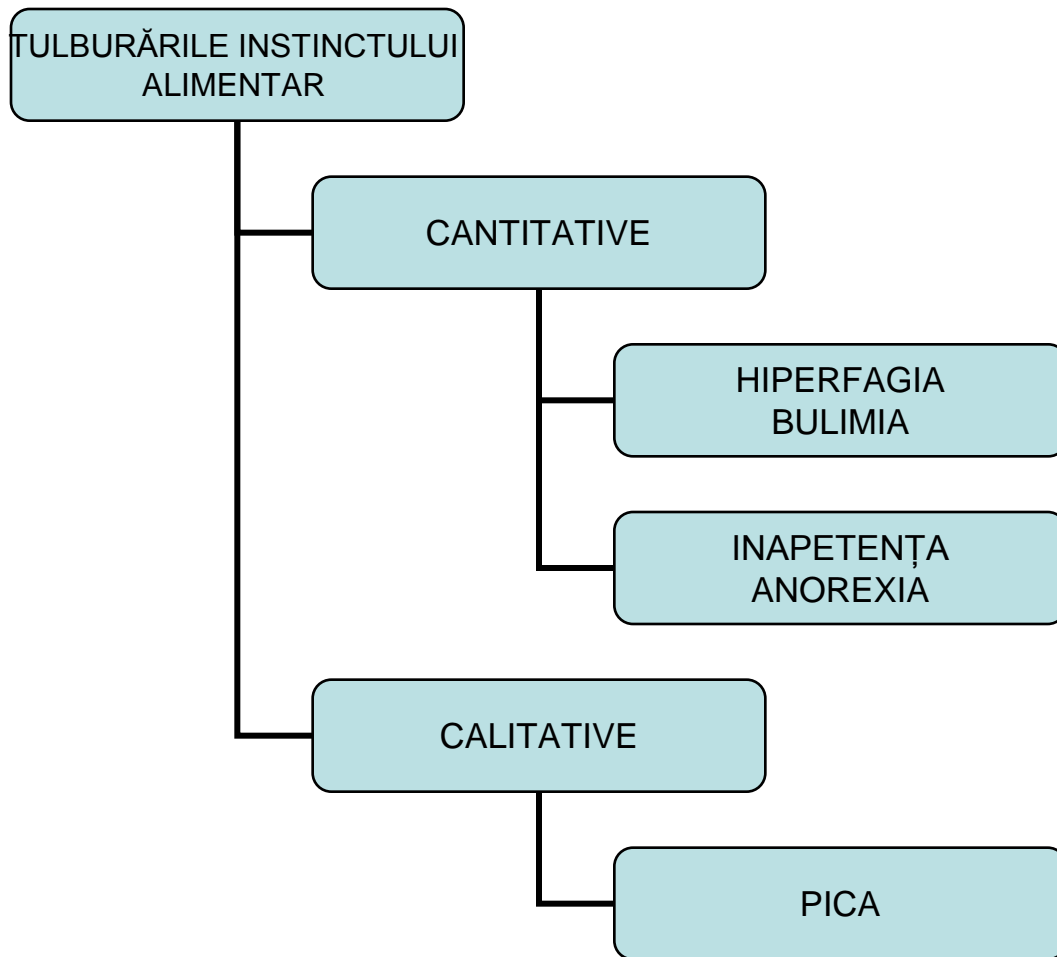 TULBURĂRILE INSTINCTULUI
ALIMENTAR
CANTITATIVE
HIPERFAGIA
BULIMIA
INAPETENȚA
ANOREXIA
CALITATIVE
PICA